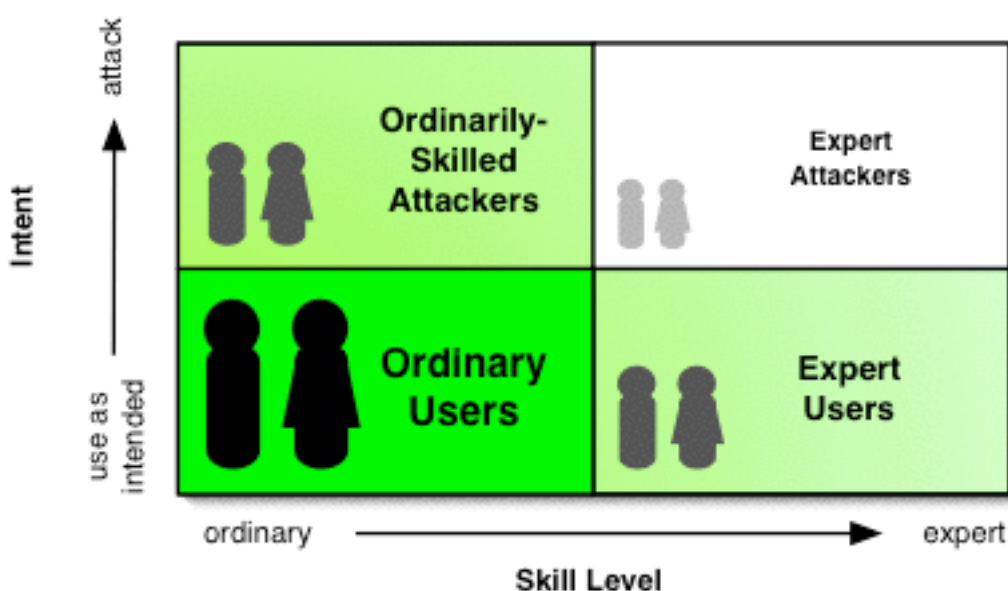 attack
Intent
use as
intended
Ordinarily-
Skilled
Attackers
Expert
Attackers
Ordinary
Users
Expert
Users
ordinary
expert
Skill Level